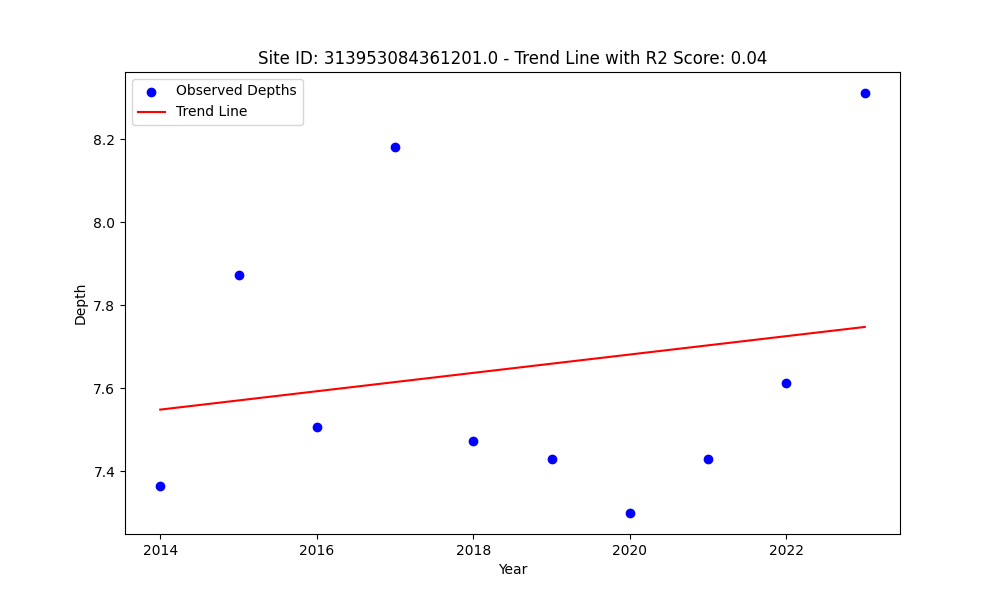 Site ID: 313953084361201.0 - Trend Line with R2 Score: 0.04
Observed Depths
Trend Line
8.2
8.0
7.8
7.6
7.4
Depth
2014
2016
2018
2020
2022
Year